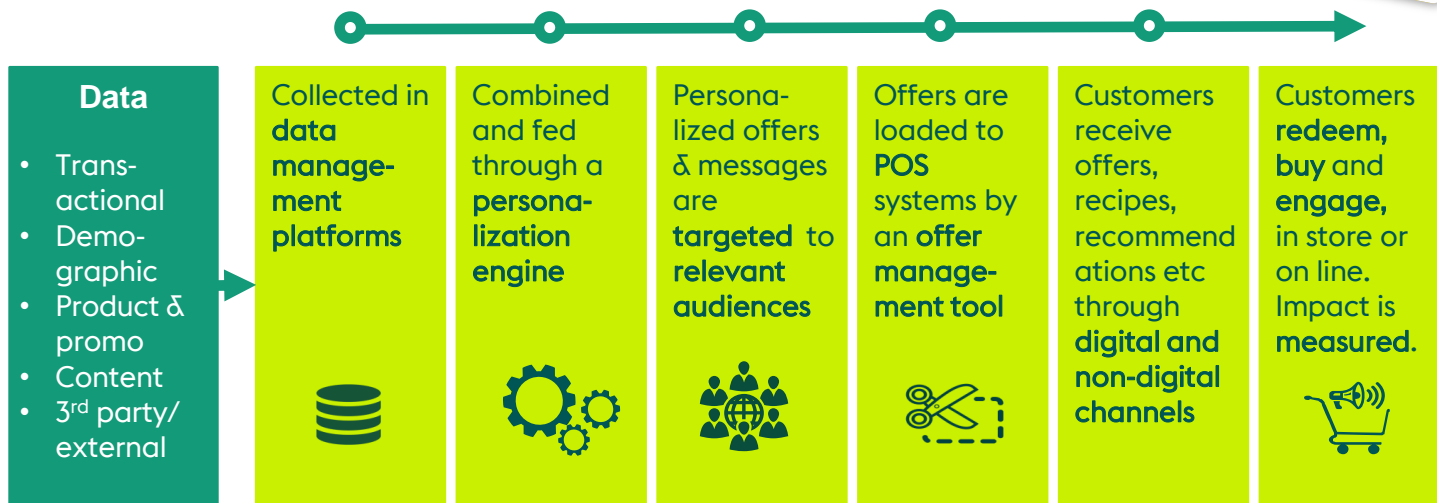 Data
• Trans-
actional
• Demo-
graphic
• Product &
promo
• Content
• 3rd party/
external
Collected in
data
manage-
ment
platforms
Combined
and fed
through a
persona-
lization
engine
Persona-
lized offers
& messages
are
targeted to
relevant
audiences
Offers are
loaded to
POS
systems by
an offer
manage-
ment tool
Customers
receive
offers,
recipes,
recommend
ations etc
through
digital and
non-digital
channels
Customers
redeem,
buy and
engage,
in store or
on line.
Impact is
measured.